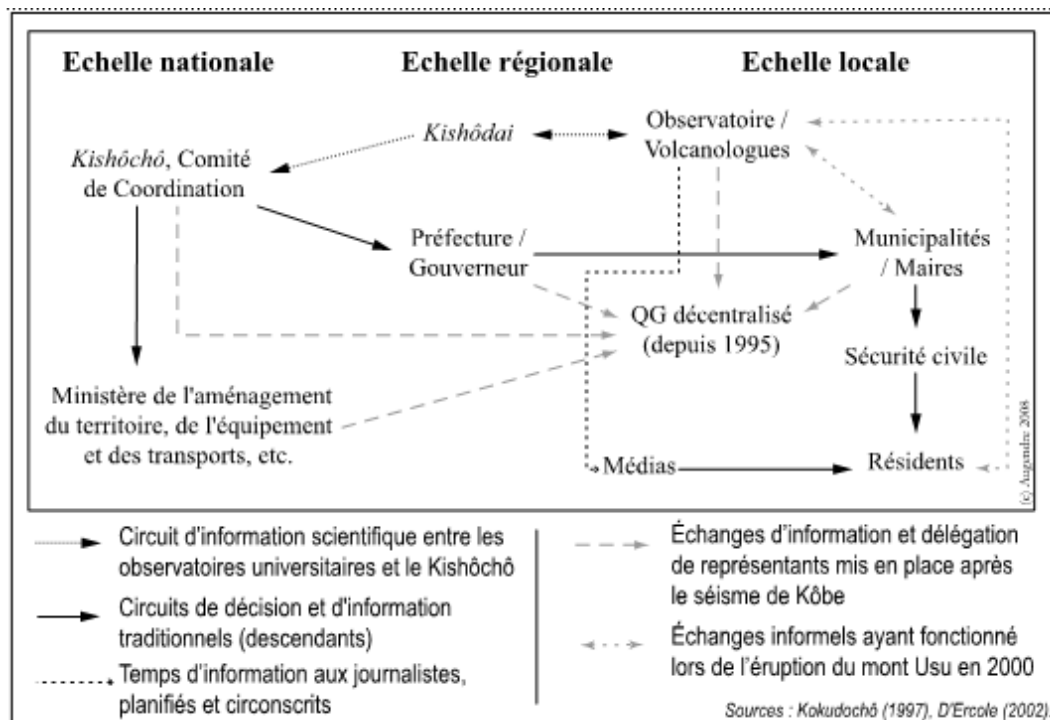 Echelle nationale
Echelle régionale
Echelle locale
Kishôdai
Observatoire /
Volcanologues
Kishôchô, Comité
de Coordination
Préfecture /
Gouverneur
Municipalités
/ Maires
QG décentralisé
(depuis 1995)
Sécurité civile
Ministère de l'aménagement
du territoire, de l'équipement
et des transports, etc.
Médias
Résidents
(c) Augendre 2008
Circuit d'information scientifique entre les
observatoires universitaires et le Kishôchô
Circuits de décision et d'information
traditionnels (descendants)
Temps d'information aux journalistes,
planifiés et circonscrits
Échanges d'information et délégation
de représentants mis en place après
le séisme de Kôbe
Échanges informels ayant fonctionné
lors de l'éruption du mont Usu en 2000
Sources : Kokudochô (1997), D'Ercole (2002)